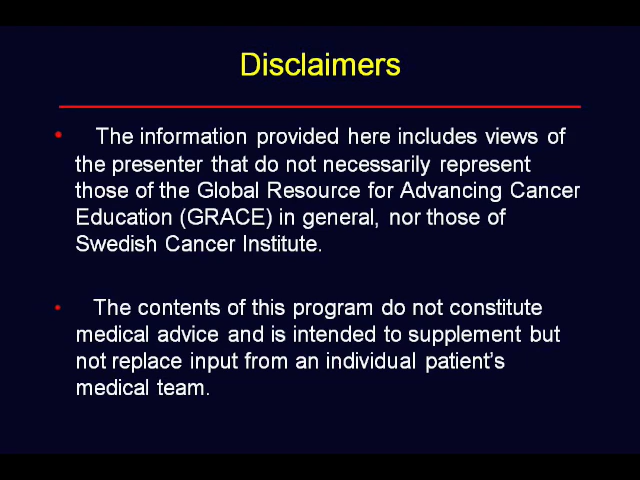 Disclaimers
• The information provided here includes views of
the presenter that do not necessarily represent
those of the Global Resource for Advancing Cancer
Education (GRACE) in general, nor those of
Swedish Cancer Institute.
• The contents of this program do not constitute
medical advice and is intended to supplement but
not replace input from an individual patient's
medical team.